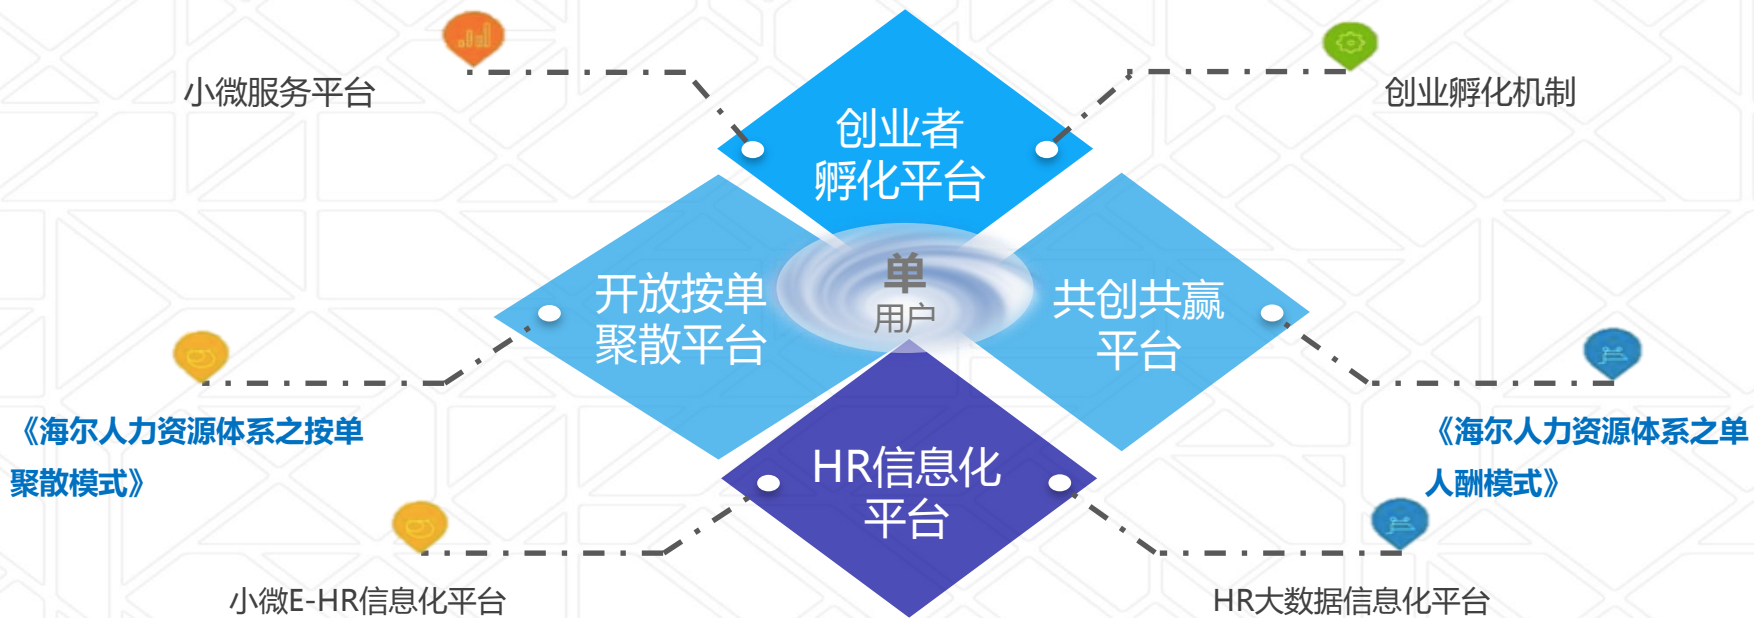 小微服务平台
创业孵化机制
创业者
孵化平台
开放按单
聚散平台
单
用户
共创共赢
平台
《海尔人力资源体系之按单
聚散模式》
《海尔人力资源体系之单
人酬模式》
HR信息化
平台
小微E-HR信息化平台
HR大数据信息化平台